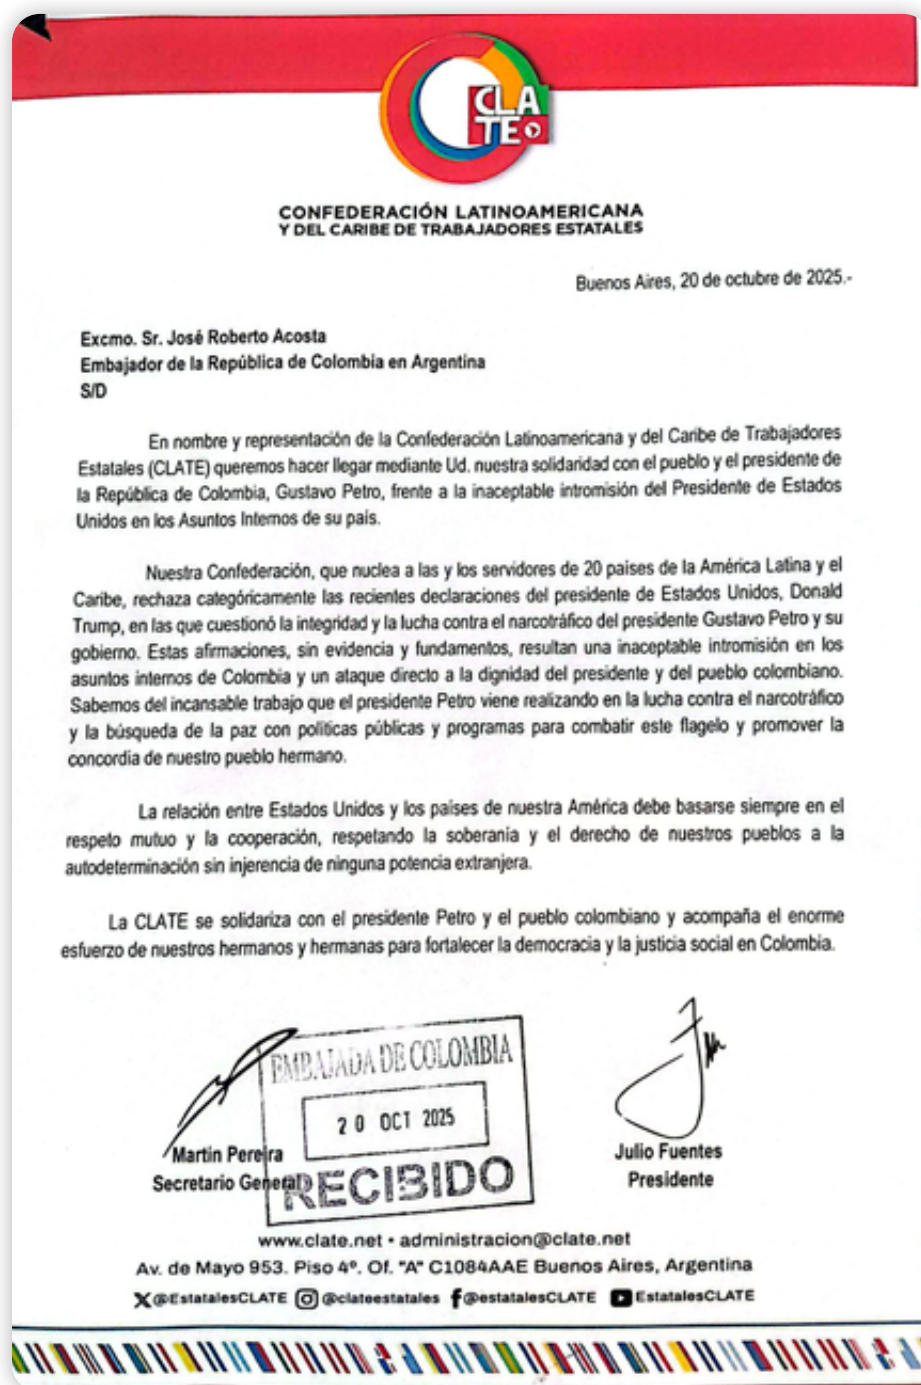 CLA
TE
CONFEDERACIÓN LATINOAMERICANA
Y DEL CARIBE DE TRABAJADORES ESTATALES
Buenos Aires, 20 de octubre de 2025.-
Excmo. Sr. José Roberto Acosta
Embajador de la República de Colombia en Argentina
S/D
En nombre y representación de la Confederación Latinoamericana y del Caribe de Trabajadores
Estatales (CLATE) queremos hacer llegar mediante Ud. nuestra solidaridad con el pueblo y el presidente de
la República de Colombia, Gustavo Petro, frente a la inaceptable intromisión del Presidente de Estados
Unidos en los Asuntos Internos de su país.
Nuestra Confederación, que nuclea a las y los servidores de 20 países de la América Latina y el
Caribe, rechaza categóricamente las recientes declaraciones del presidente de Estados Unidos, Donald
Trump, en las que cuestionó la integridad y la lucha contra el narcotráfico del presidente Gustavo Petro y su
gobierno. Estas afirmaciones, sin evidencia y fundamentos, resultan una inaceptable intromisión en los
asuntos internos de Colombia y un ataque directo a la dignidad del presidente y del pueblo colombiano.
Sabemos del incansable trabajo que el presidente Petro viene realizando en la lucha contra el narcotráfico
y la búsqueda de la paz con políticas públicas y programas para combatir este flagelo y promover la
concordia de nuestro pueblo hermano.
La relación entre Estados Unidos y los países de nuestra América debe basarse siempre en el
respeto mutuo y la cooperación, respetando la soberanía y el derecho de nuestros pueblos a la
autodeterminación sin injerencia de ninguna potencia extranjera.
La CLATE se solidariza con el presidente Petro y el pueblo colombiano y acompaña el enorme
esfuerzo de nuestros hermanos y hermanas para fortalecer la democracia y la justicia social en Colombia.
EMBAJADA DE COLOMBIA
20 OCT 2025
RECIBIDO
Martín Pereira
Secretario General
Julio Fuentes
Presidente
www.clate.net • administracion@clate.net
Av. de Mayo 953. Piso 4º. Of. "A" C1084AAE Buenos Aires, Argentina
@EstatalesCLATE @clateestatales @estatalesCLATE EstatalesCLATE